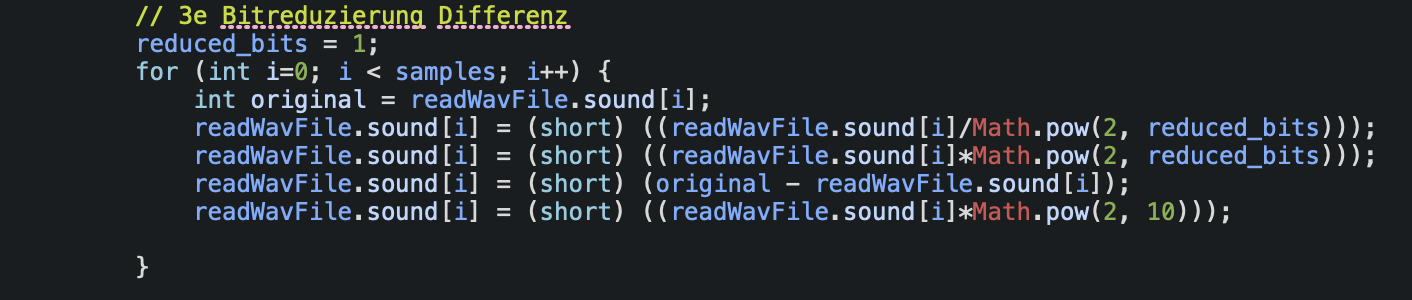 // 3e Bitreduzierung Differenz
reduced_bits = 1;
for (int i=0; i < samples; i++) {
int original = readWavFile.sound[i];
readWavFile.sound[i] = (short) ((readWavFile.sound[i]/Math.pow(2, reduced_bits)));
readWavFile.sound[i] = (short) ((readWavFile.sound[i]*Math.pow(2, reduced_bits)));
readWavFile.sound[i] = (short) (original - readWavFile.sound[i]);
readWavFile.sound[i] = (short) ((readWavFile.sound[i]*Math.pow(2, 10)));
}